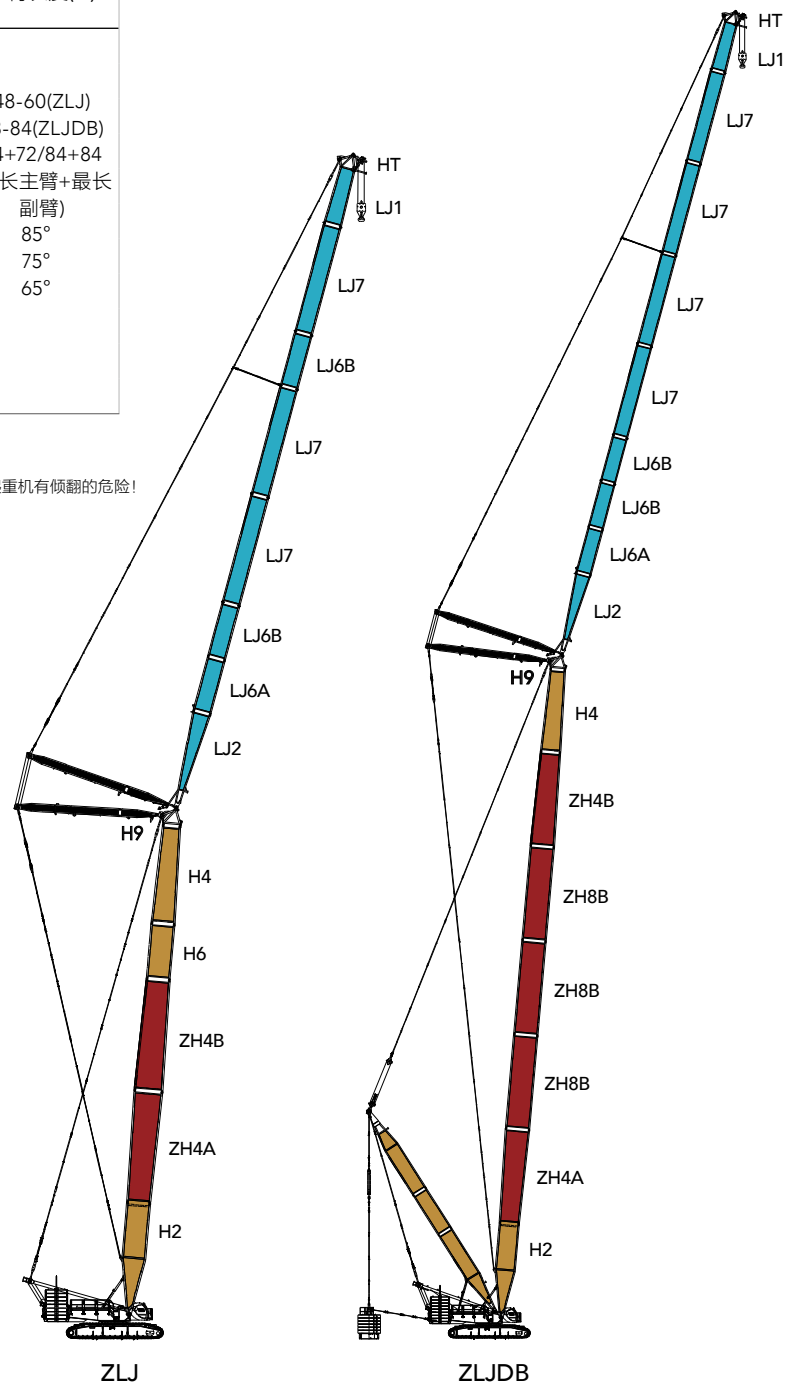 48-60(ZLJ)
-84(ZLJDB)
4+72/84+84
长主臂+最长
副臂)
85°
75°
65°
重机有倾翻的危险！
HT
LJ1
LJ7
LJ6B
LJ7
LJ7
LJ6B
LJ6A
LJ2
H9
H4
H6
ZH4B
ZH4A
H2
ZLJ
HT
LJ1
LJ7
LJ7
LJ7
LJ7
LJ6B
LJ6B
LJ6A
LJ2
H9
H4
ZH4B
ZH8B
ZH8B
ZH8B
ZH4A
H2
ZLJDB